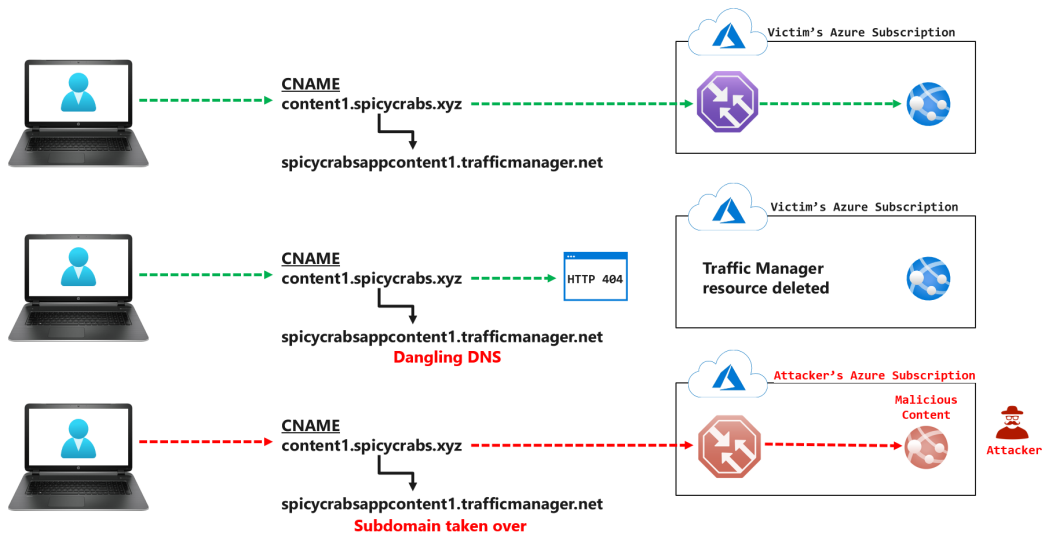 Victim's Azure Subscription
CNAME
content1.spicycrabs.xyz
spicycrabsappcontent1.trafficmanager.net
Victim's Azure Subscription
CNAME
content1.spicycrabs.xyz
HTTP 404
Traffic Manager
resource deleted
spicycrabsappcontent1.trafficmanager.net
Dangling DNS
Attacker's Azure Subscription
Malicious
Content
CNAME
content1.spicycrabs.xyz
Attacker
spicycrabsappcontent1.trafficmanager.net
Subdomain taken over